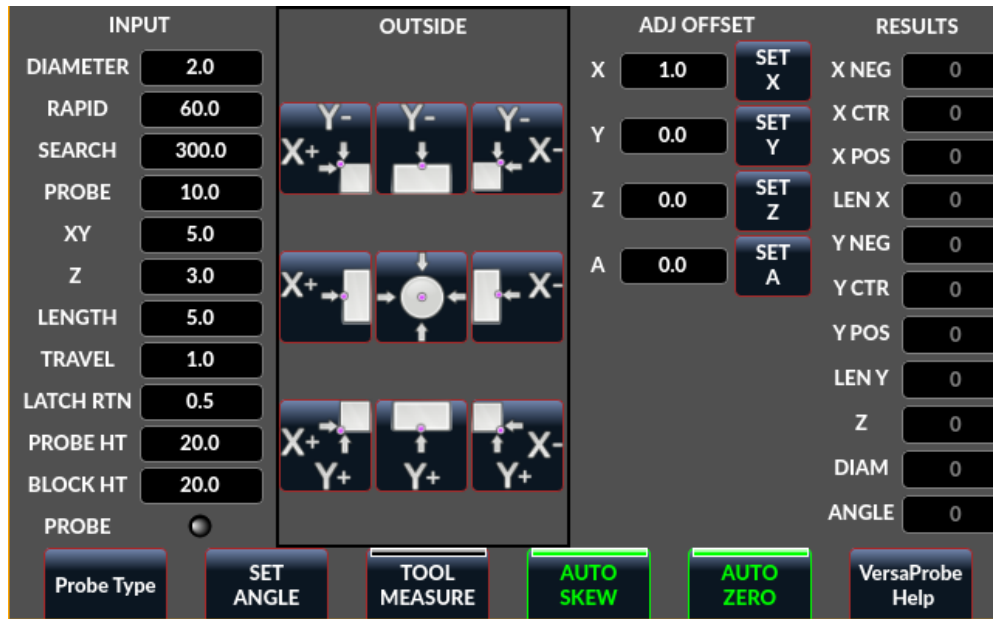 INPUT
DIAMETER 2.0
RAPID 60.0
SEARCH 300.0
PROBE 10.0
XY 5.0
Z 3.0
LENGTH 5.0
TRAVEL 1.0
LATCH RTN 0.5
PROBE HT 20.0
BLOCK HT 20.0
PROBE
OUTSIDE
Y- Y- Y-
X+ X-
X+ X-
X+ X-
Y+ Y+ Y+
ADJ OFFSET
X 1.0 SET
X
Y 0.0 SET
Y
Z 0.0 SET
Z
A 0.0 SET
A
RESULTS
X NEG 0
X CTR 0
X POS 0
LEN X 0
Y NEG 0
Y CTR 0
Y POS 0
LEN Y 0
Z 0
DIAM 0
ANGLE 0
Probe Type
SET
ANGLE
TOOL
MEASURE
AUTO
SKEW
AUTO
ZERO
VersaProbe
Help